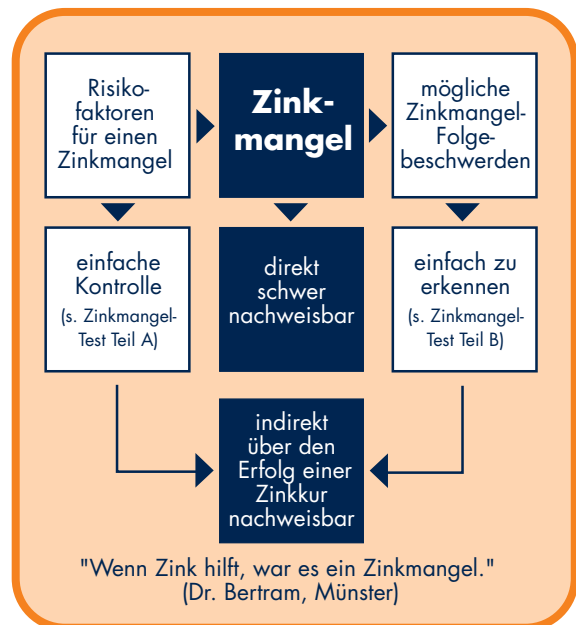 Risiko-
faktoren
für einen
Zinkmangel
Zink-
mangel
mögliche
Zinkmangel-
Folge-
beschwerden
einfache
Kontrolle
(s. Zinkmangel-
Test Teil A)
direkt
schwer
nachweisbar
einfach zu
erkennen
(s. Zinkmangel-
Test Teil B)
indirekt
über den
Erfolg einer
Zinkkur
nachweisbar
"Wenn Zink hilft, war es ein Zinkmangel."
(Dr. Bertram, Münster)